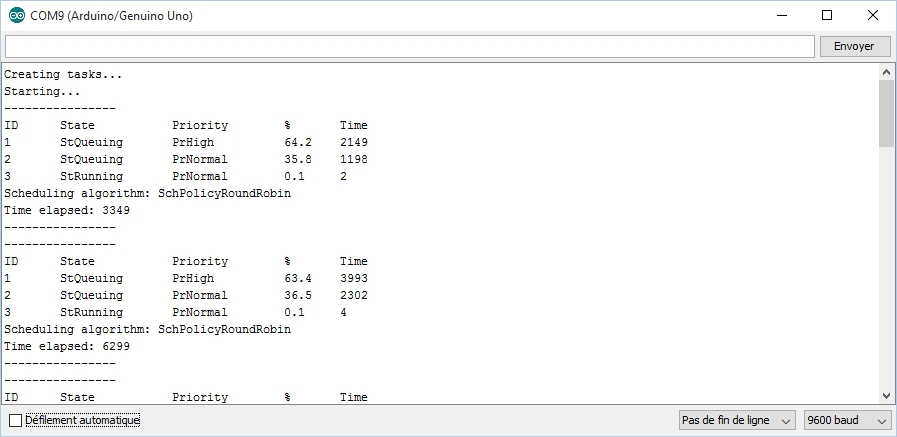 COM9 (Arduino/Genuino Uno)
Envoyer
Creating tasks...
Starting...
----------------
ID State Priority % Time
1 StQueuing PrHigh 64.2 2149
2 StQueuing PrNormal 35.8 1198
3 StRunning PrNormal 0.1 2
Scheduling algorithm: SchPolicyRoundRobin
Time elapsed: 3349
----------------
----------------
ID State Priority % Time
1 StQueuing PrHigh 63.4 3993
2 StQueuing PrNormal 36.5 2302
3 StRunning PrNormal 0.1 4
Scheduling algorithm: SchPolicyRoundRobin
Time elapsed: 6299
----------------
----------------
ID State Priority % Time
Défilement automatique Pas de fin de ligne 9600 baud